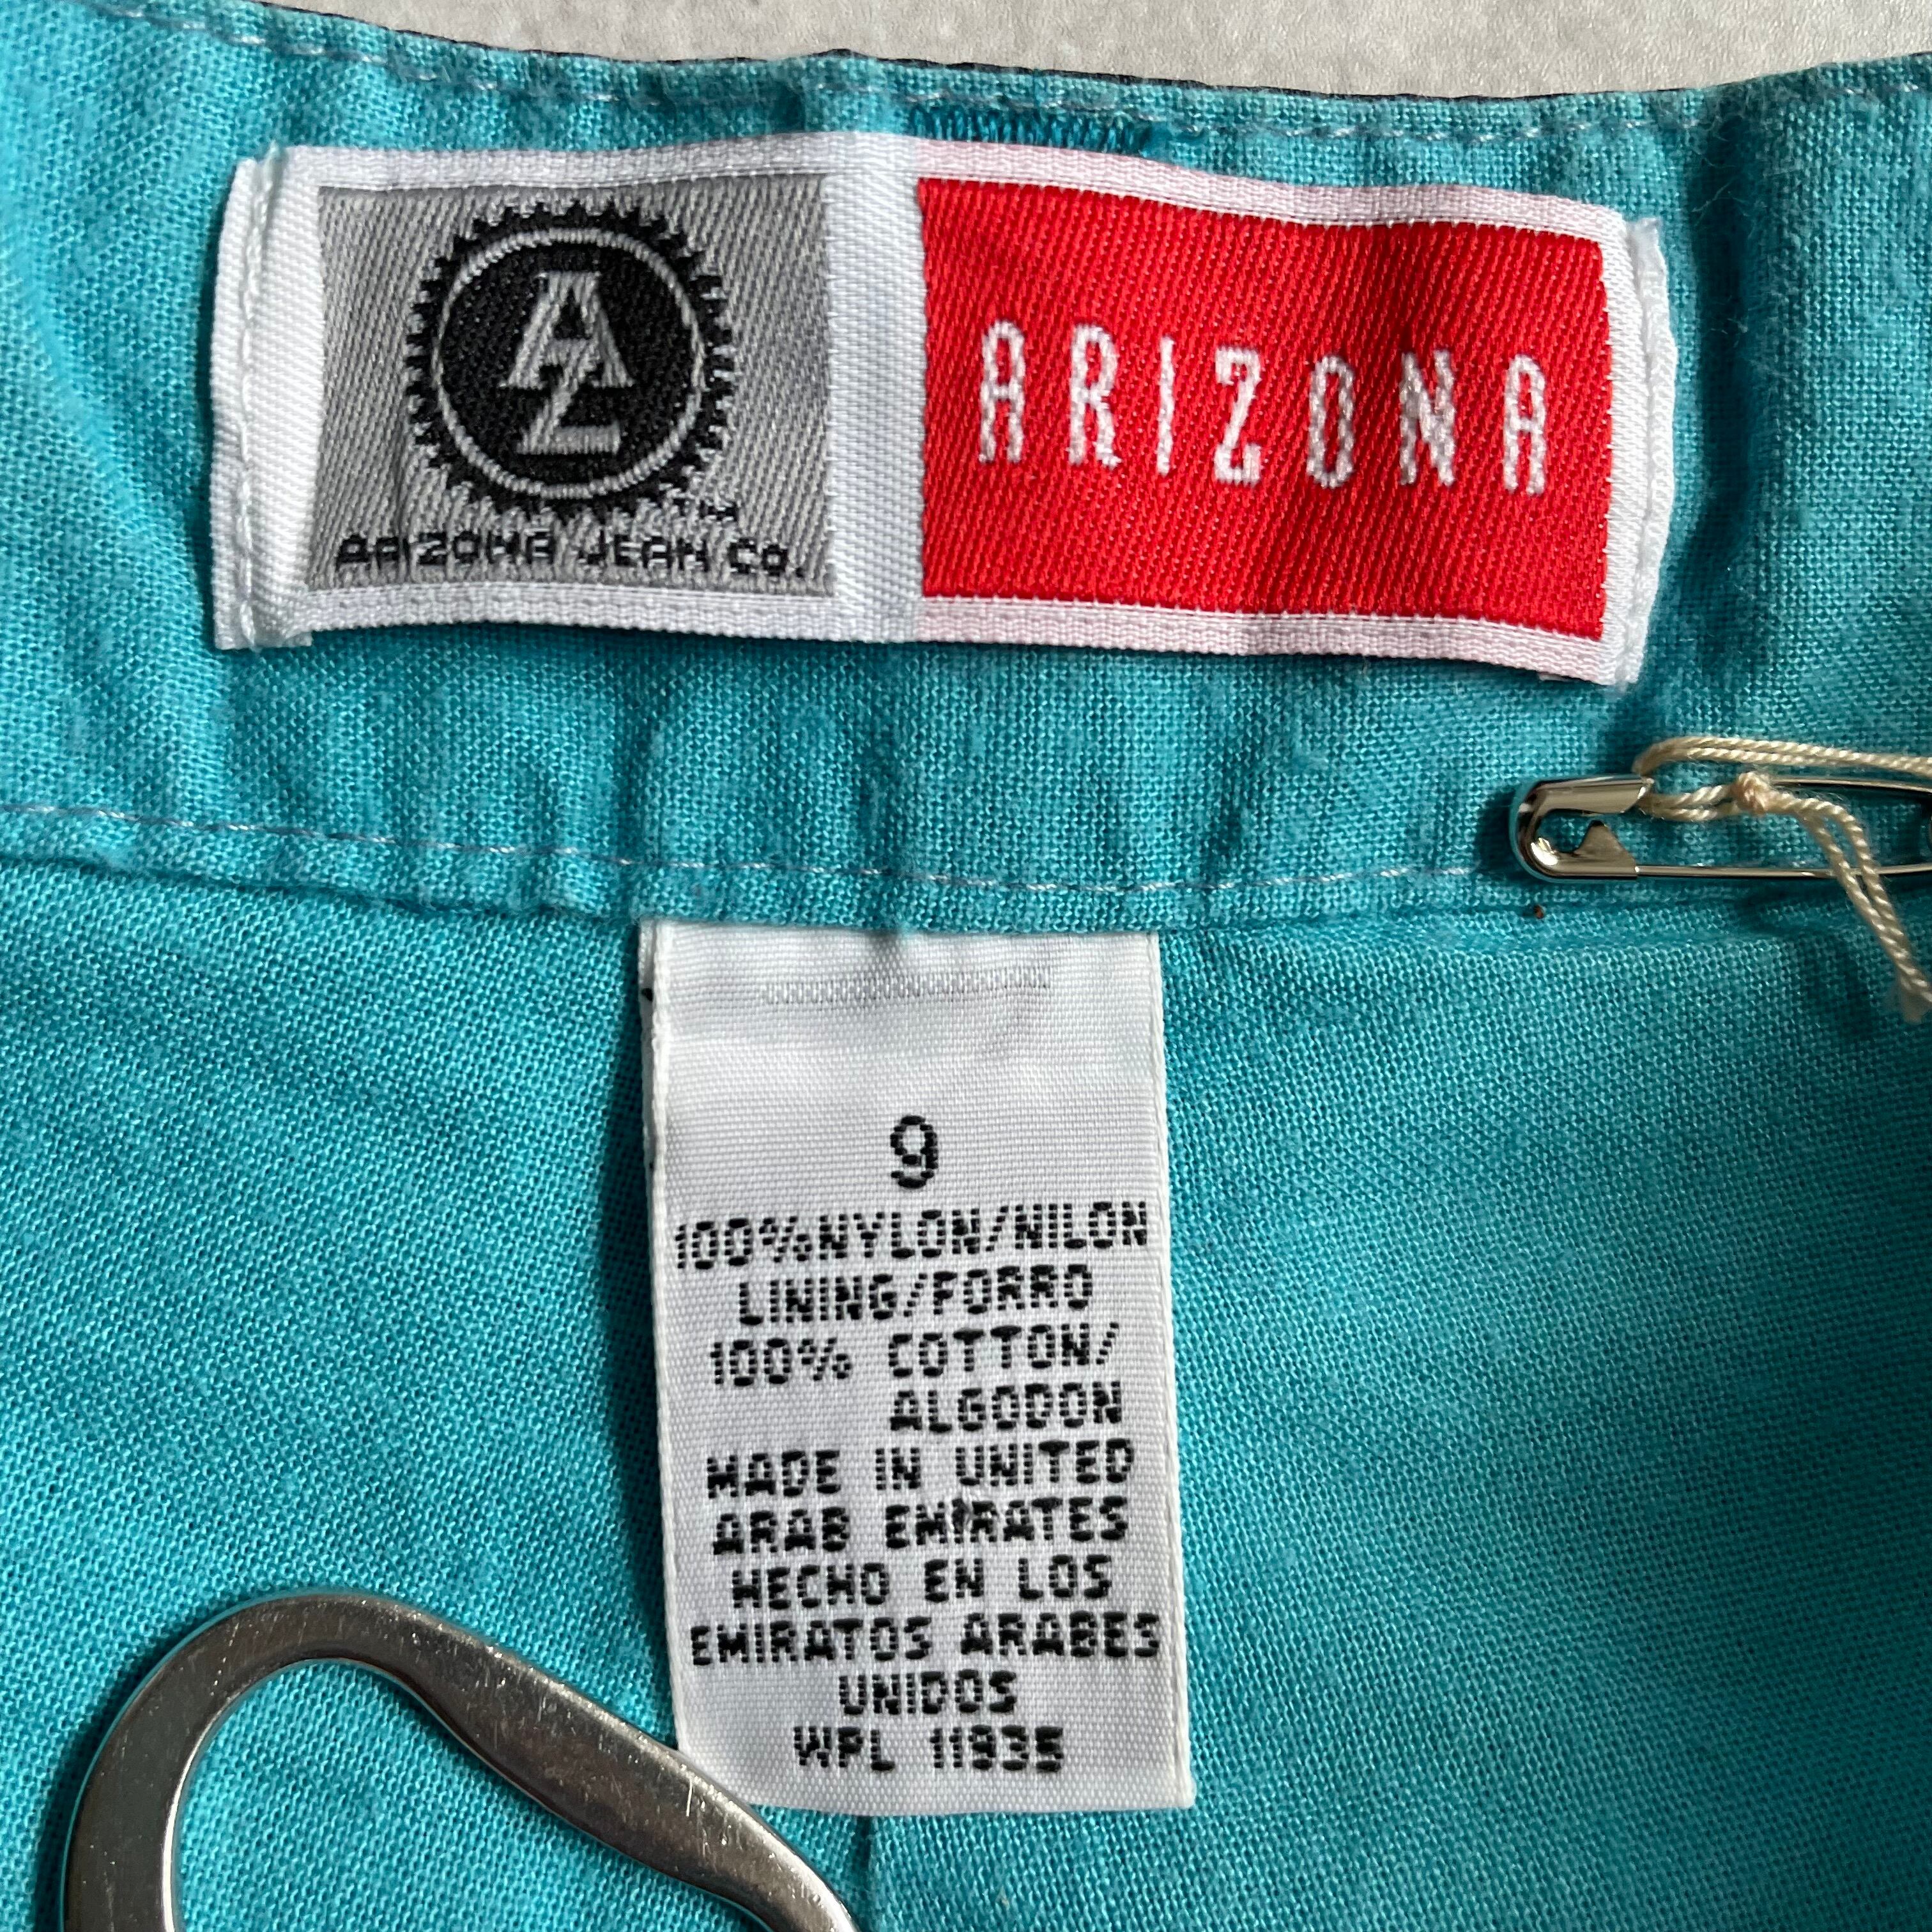 AZ
TM
ARIZONA JEAN CO.
ARIZONA
9
100%NYLON/NILON
LINING/FORRO
100% COTTON/
ALGODON
MADE IN UNITED
ARAB EMIRATES
HECHO EN LOS
EMIRATOS ARABES
UNIDOS
WPL 11935